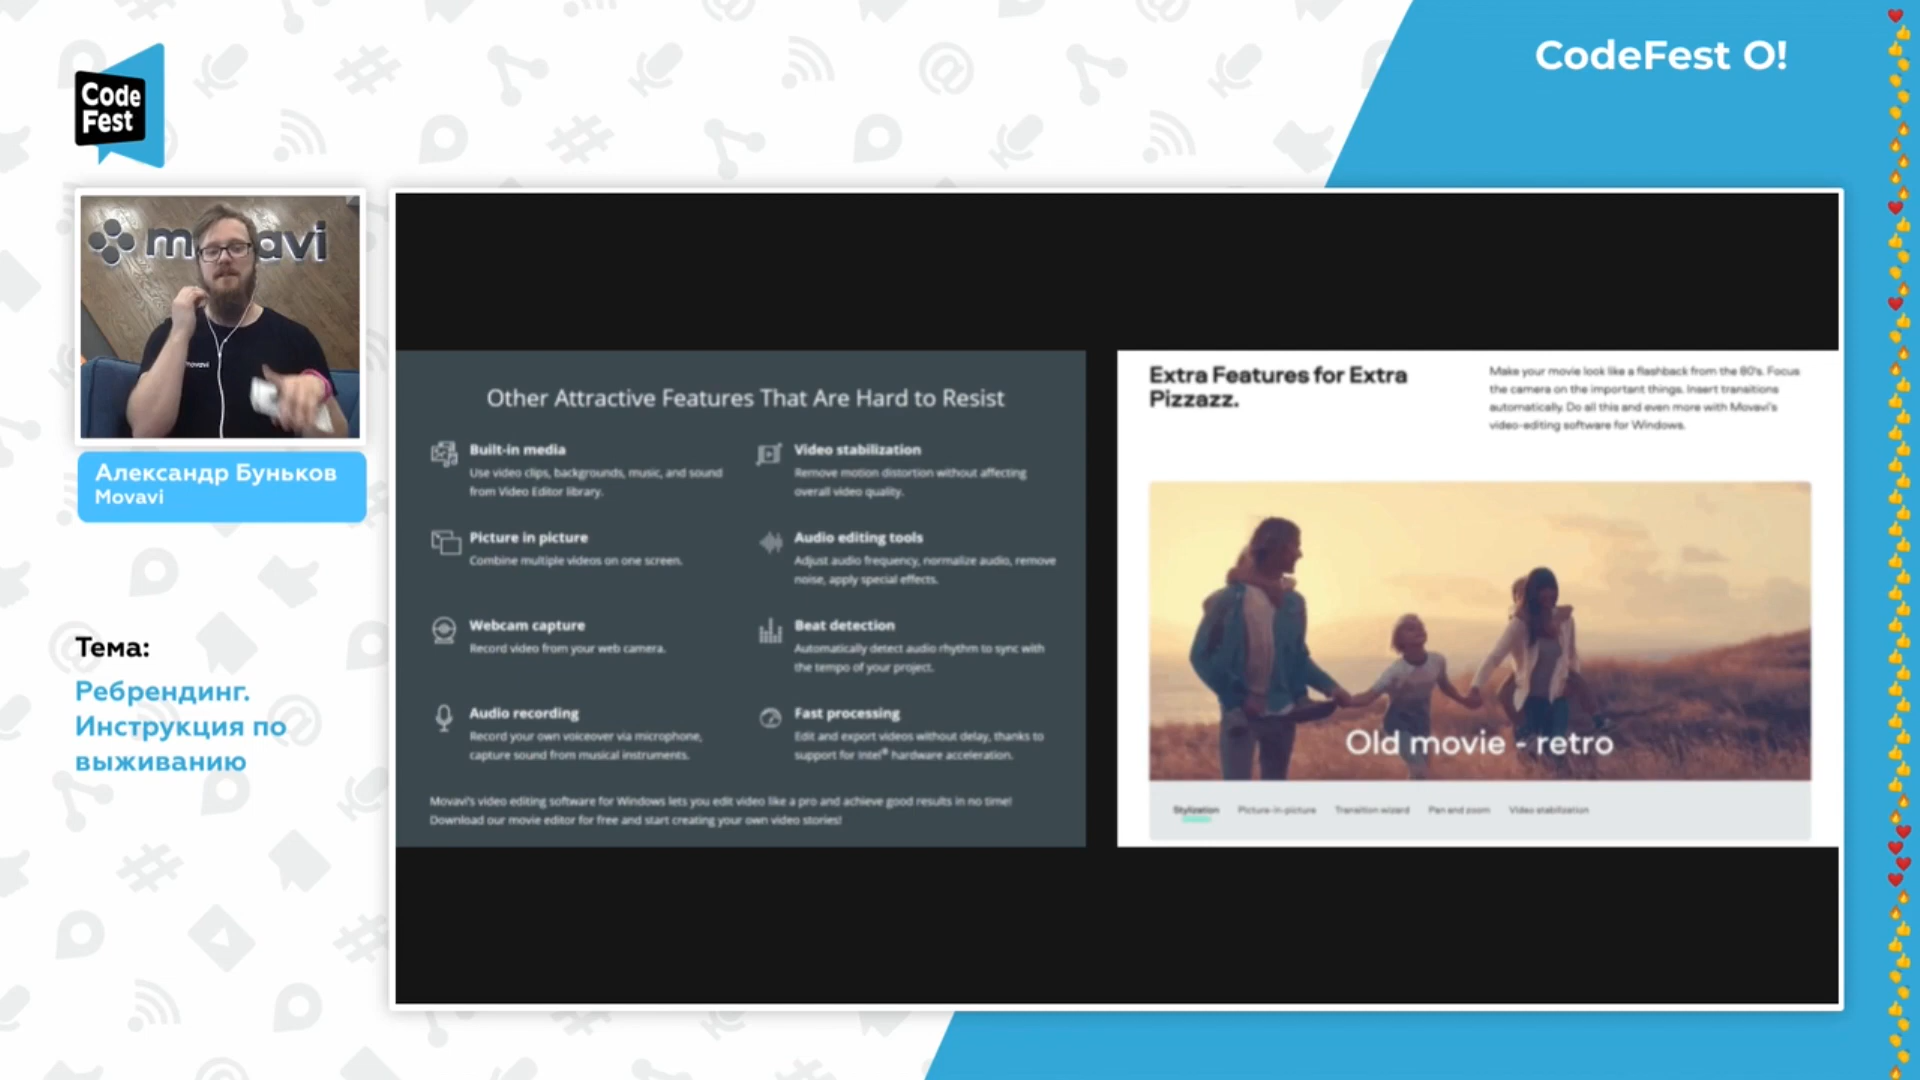 Code
Fest
CodeFest O!
movavi
Александр Буньков
Movavi
Тема:
Ребрендинг.
Инструкция по
выживанию
Other Attractive Features That Are Hard to Resist
Built-in media
Use video clips, backgrounds, music, and sound
from Video Editor library.
Picture in picture
Combine multiple videos on one screen.
Webcam capture
Record video from your web camera.
Audio recording
Record your own voiceover via microphone,
capture sound from musical instruments.
Video stabilization
Remove motion distortion without affecting
overall video quality.
Audio editing tools
Adjust audio frequency, normalize audio, remove
noise, apply special effects.
Beat detection
Automatically detect audio rhythm to sync with
the tempo of your project.
Fast processing
Edit and export videos without delay, thanks to
support for Intel® hardware acceleration.
Movavi's video editing software for Windows lets you edit video like a pro and achieve good results in no time!
Download our movie editor for free and start creating your own video stories!
Extra Features for Extra
Pizzazz.
Make your movie look like a flashback from the 80's. Focus
the camera on the important things. Insert transitions
automatically. Do all this and even more with Movavi's
video-editing software for Windows.
Old movie - retro
Stylization Picture-in-picture Transition wizard Pan and zoom Video stabilization